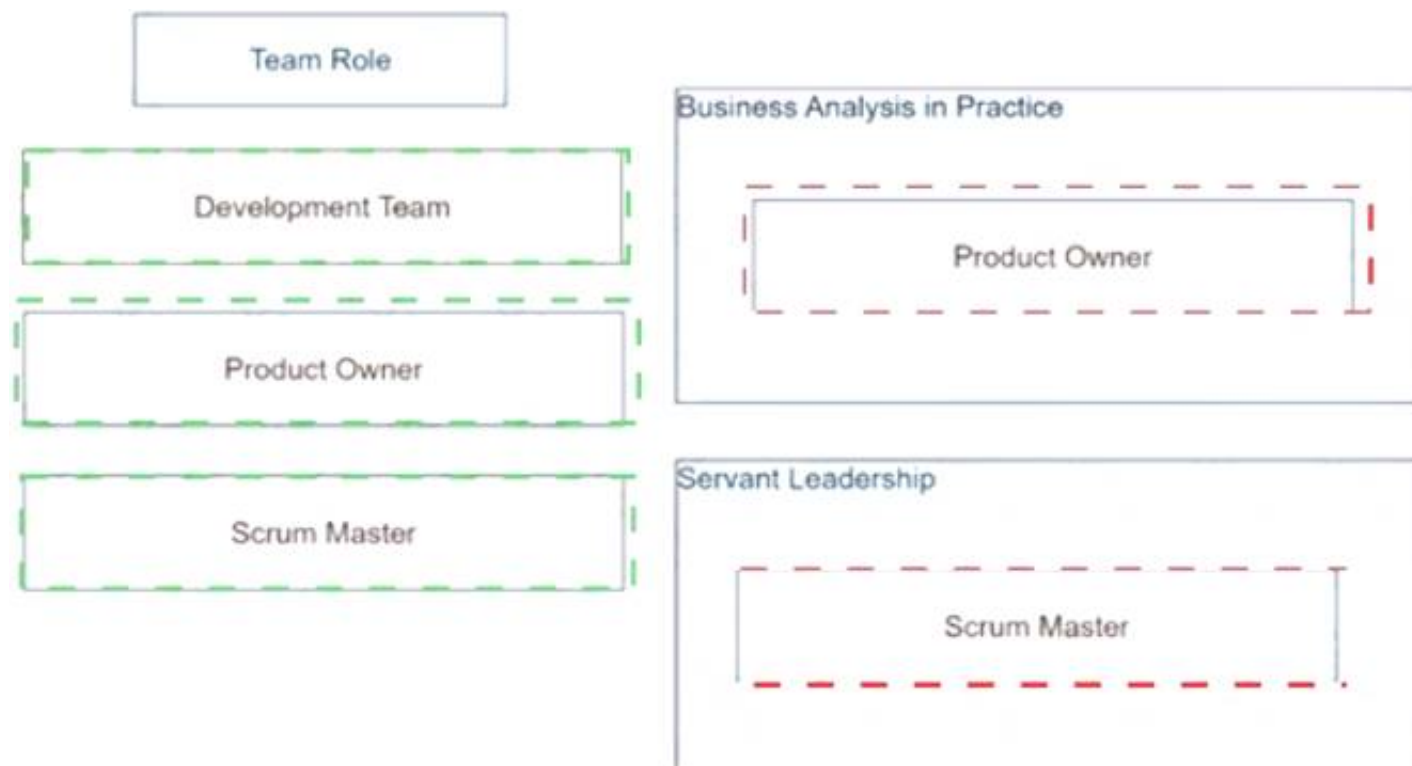 Team Role
Development Team
Product Owner
Scrum Master
Business Analysis in Practice
Product Owner
Servant Leadership
Scrum Master